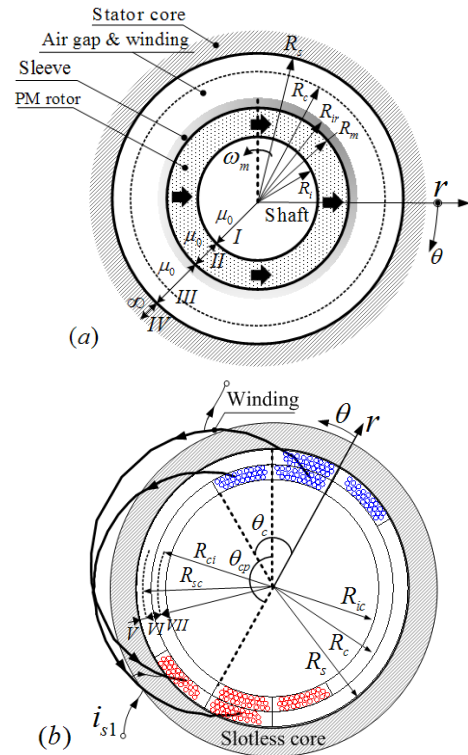 Stator core
Air gap & winding
Sleeve
PM rotor
R_s
R_c
R_ir
R_m
R_i
ω_m
μ_0
Shaft
r
θ
μ_0 I
μ_0 II
III
∞
IV
(a)
Winding
θ
r
θ_c
θ_cp
R_ci
R_sc
R_ic
R_c
R_s
V VI VII
i_s1
Slotless core
(b)